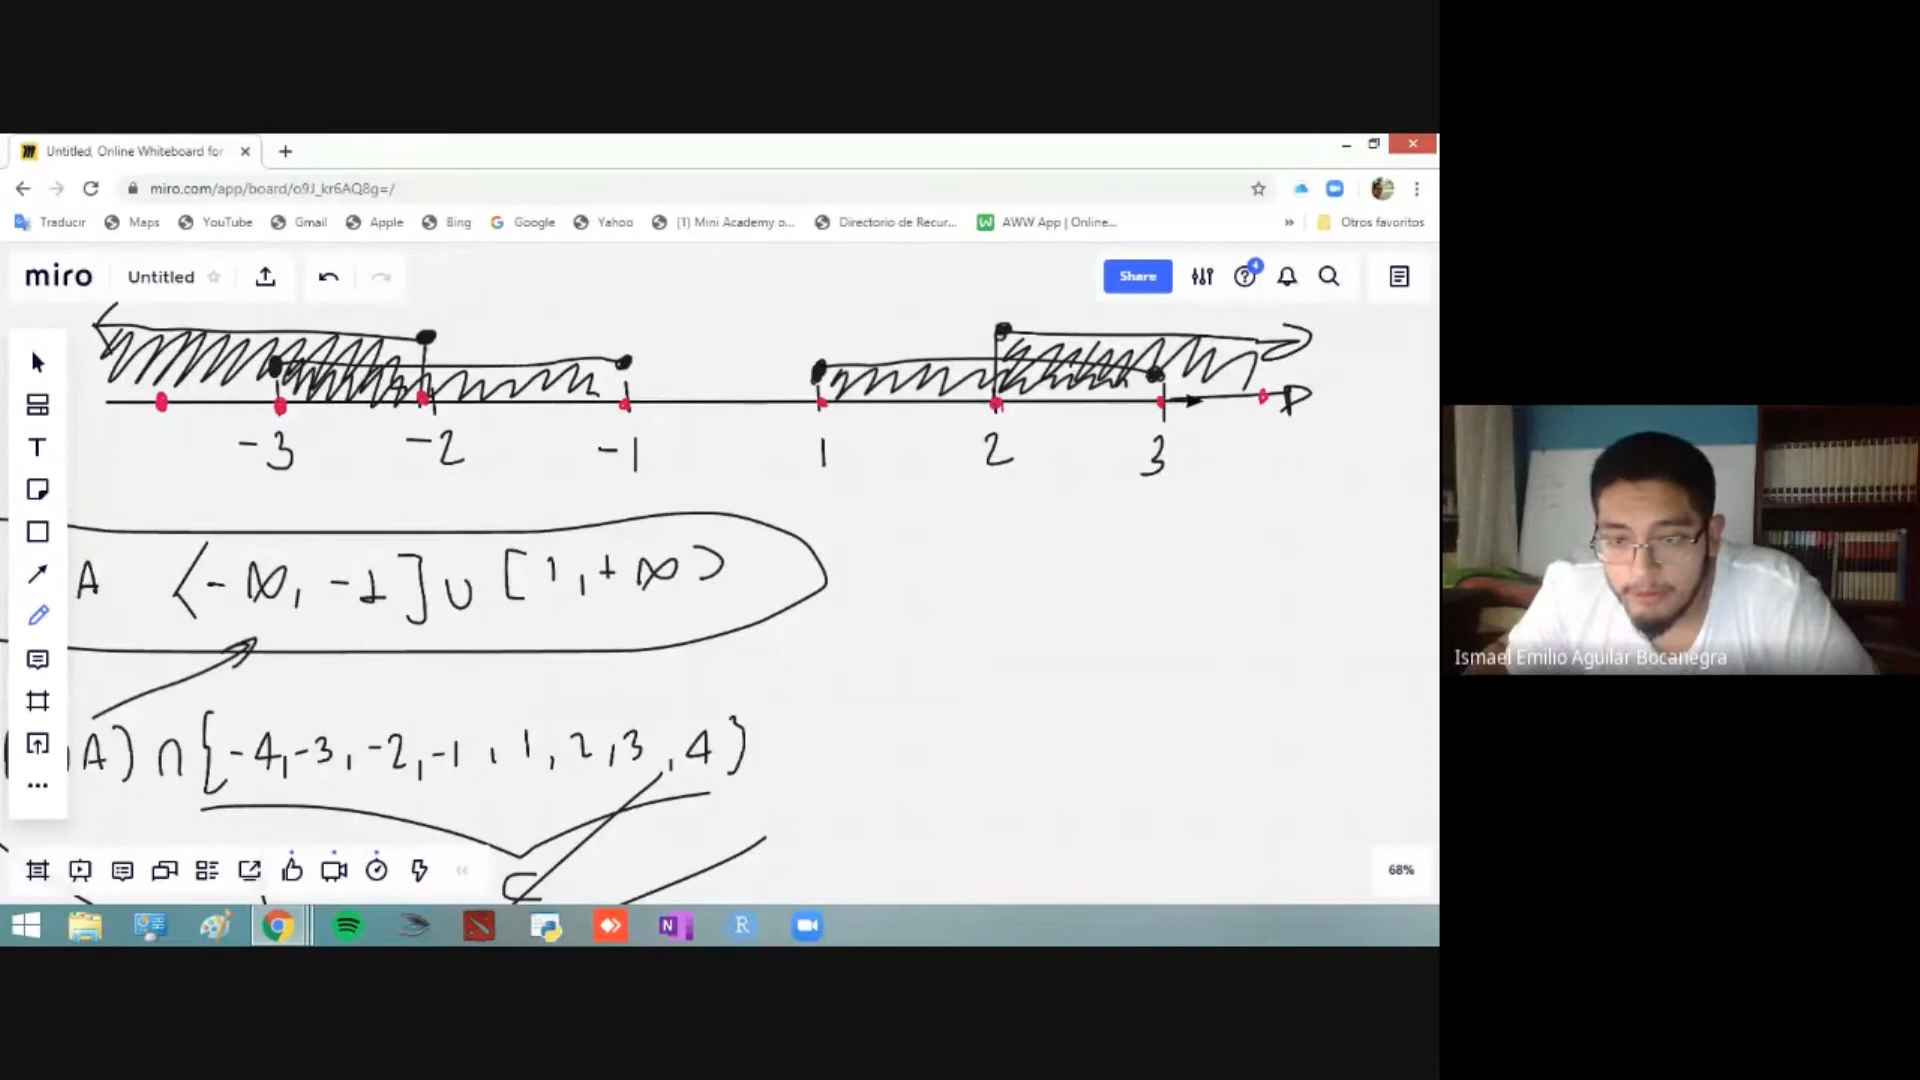 Untitled, Online Whiteboard for
miro.com/app/board/o9J_kr6AQ8g=/
Traducir Maps YouTube Gmail Apple Bing Google Yahoo (1) Mini Academy o... Directorio de Recur... AWW App | Online... » Otros favoritos
miro Untitled Share 4
-3 -2 -1 1 2 3
A ⟨-∞, -1] ∪ [1, +∞⟩
A) ∩ {-4, -3, -2, -1, 1, 2, 3, 4}
C
68%
Ismael Emilio Aguilar Bocanegra